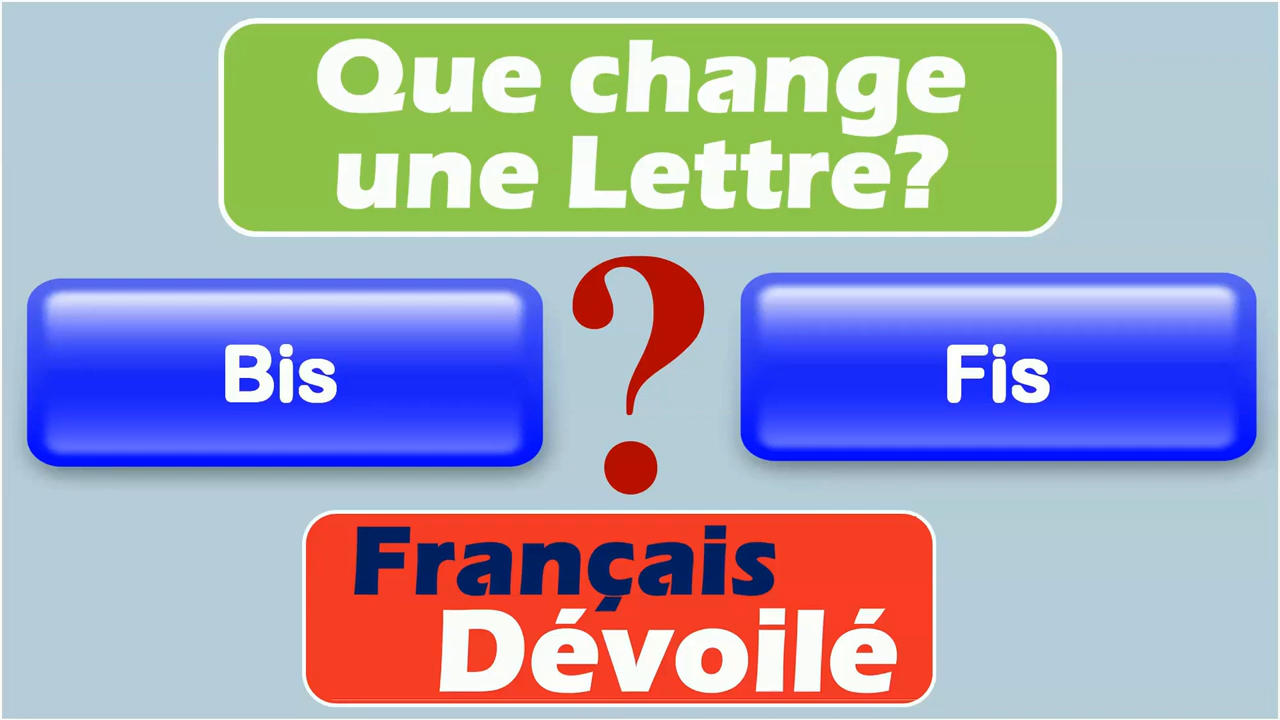 Que change
une Lettre?
Bis
?
Fis
Français
Dévoilé